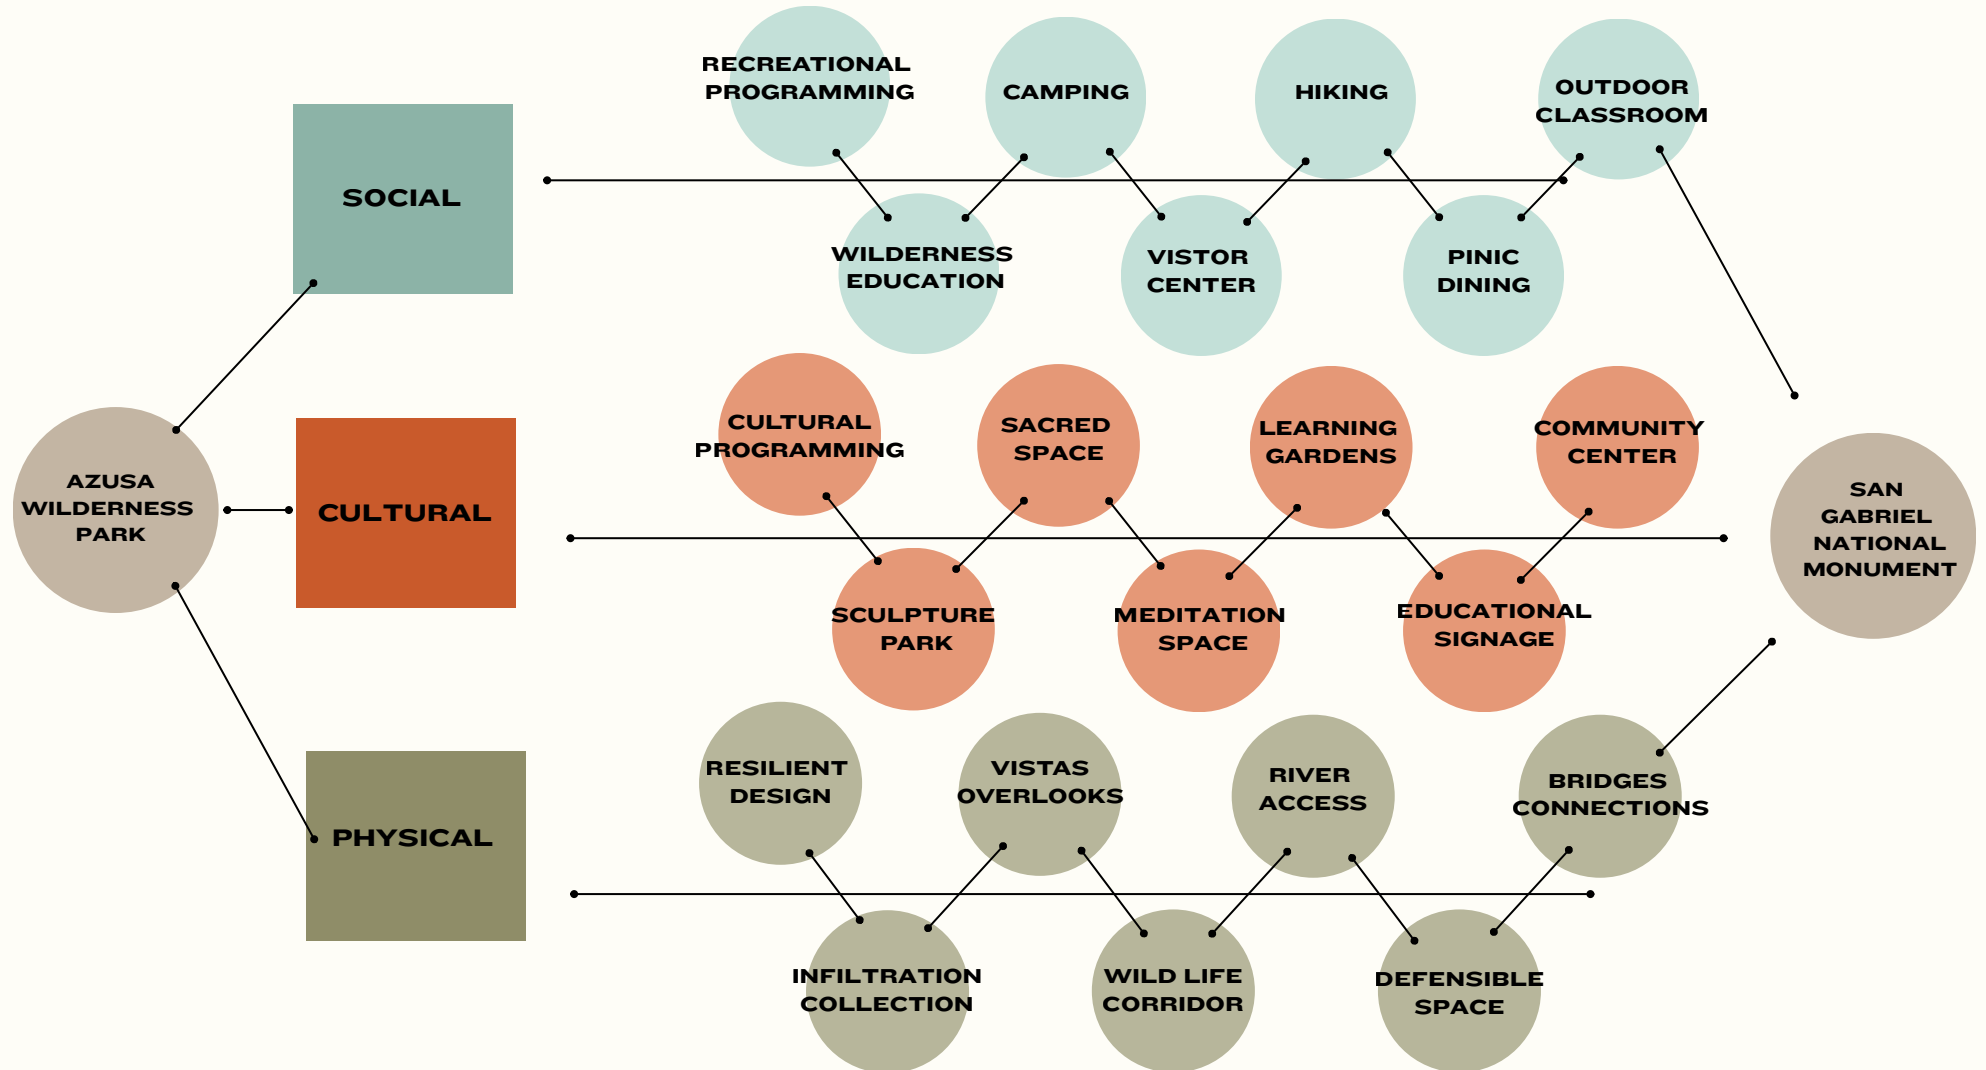 AZUSA
WILDERNESS
PARK
SOCIAL
RECREATIONAL
PROGRAMMING
WILDERNESS
EDUCATION
CAMPING
VISTOR
CENTER
HIKING
PINIC
DINING
OUTDOOR
CLASSROOM
CULTURAL
CULTURAL
PROGRAMMING
SCULPTURE
PARK
SACRED
SPACE
MEDITATION
SPACE
LEARNING
GARDENS
EDUCATIONAL
SIGNAGE
COMMUNITY
CENTER
PHYSICAL
RESILIENT
DESIGN
INFILTRATION
COLLECTION
VISTAS
OVERLOOKS
WILD LIFE
CORRIDOR
RIVER
ACCESS
DEFENSIBLE
SPACE
BRIDGES
CONNECTIONS
SAN
GABRIEL
NATIONAL
MONUMENT